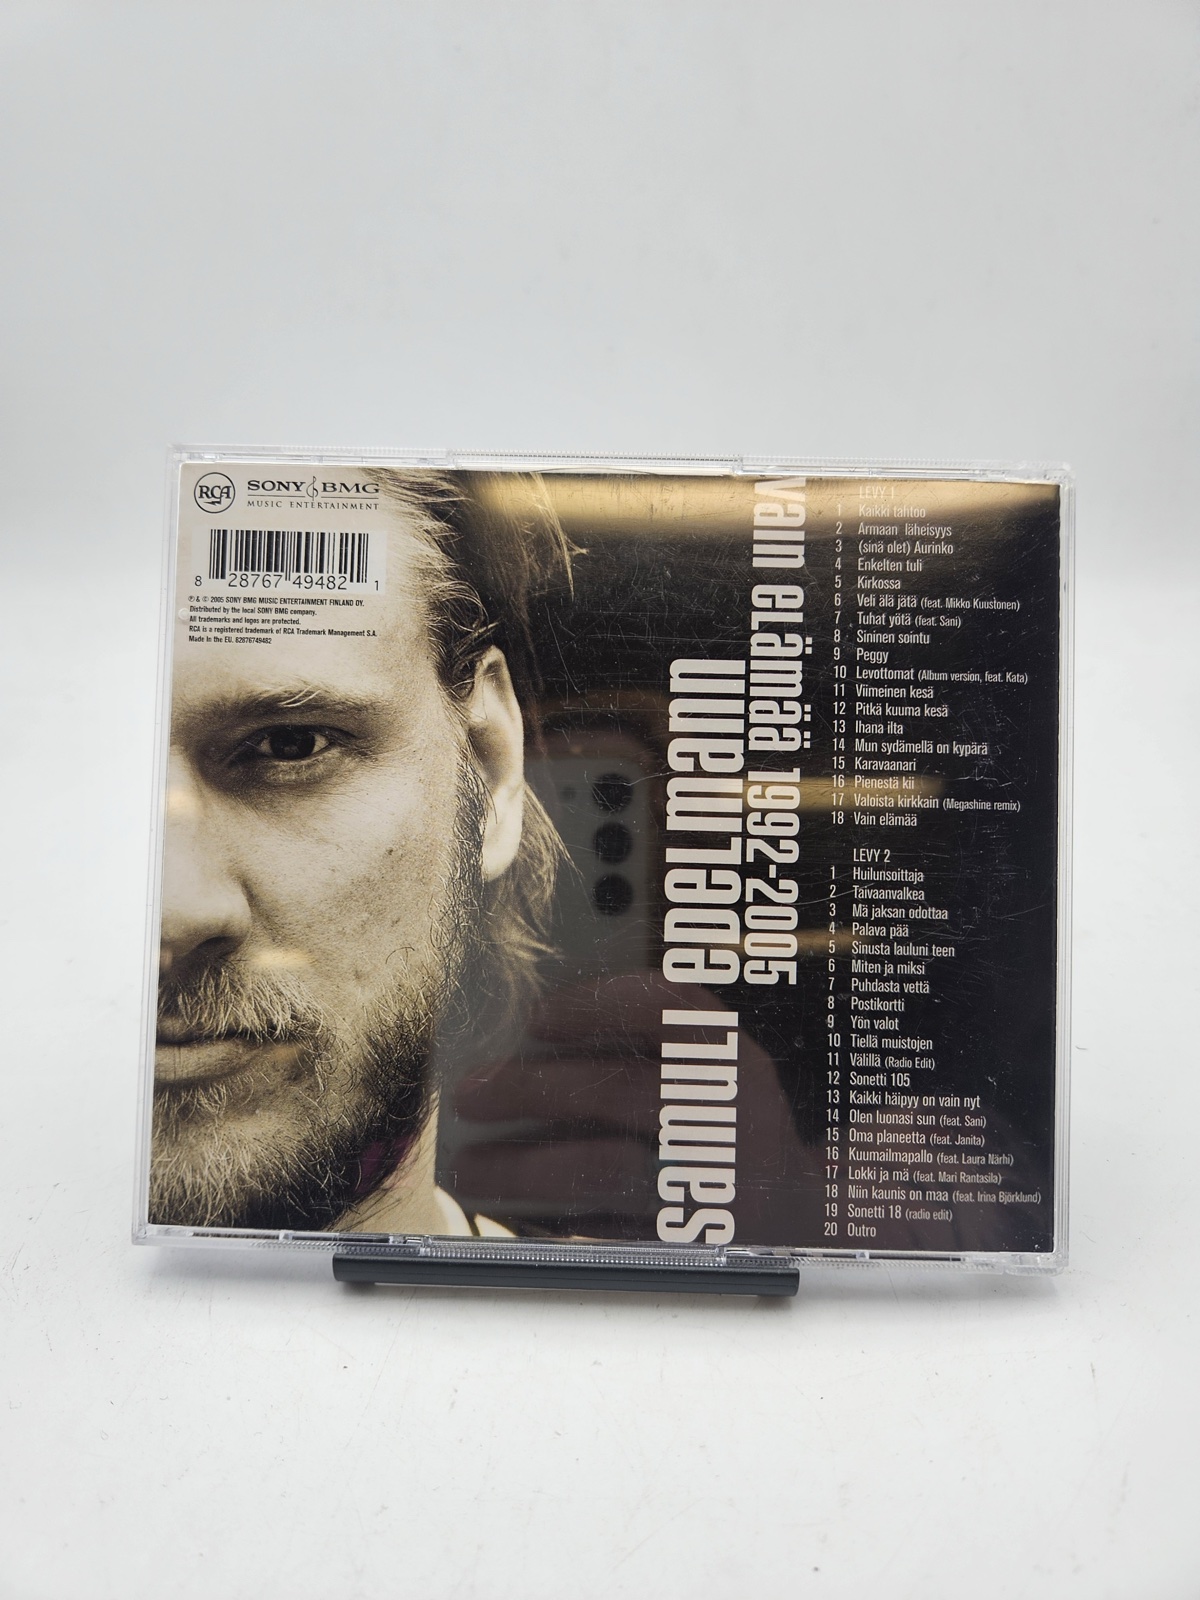 RCA
SONY BMG
MUSIC ENTERTAINMENT
8 28767 49482 1
℗ & © 2005 SONY BMG MUSIC ENTERTAINMENT FINLAND OY.
Distributed by the local SONY BMG company.
All trademarks and logos are protected.
RCA is a registered trademark of RCA Trademark Management S.A.
Made in the EU. 82876749482
samuli edelmann
vain elämää 1992-2005
LEVY 1
1 Kaikki tahtoo
2 Armaan läheisyys
3 (sinä olet) Aurinko
4 Enkelten tuli
5 Kirkossa
6 Veli älä jätä (feat. Mikko Kuustonen)
7 Tuhat yötä (feat. Sani)
8 Sininen sointu
9 Peggy
10 Levottomat (Album version, feat. Kata)
11 Viimeinen kesä
12 Pitkä kuuma kesä
13 Ihana ilta
14 Mun sydämellä on kypärä
15 Karavaanari
16 Pienestä kii
17 Valoista kirkkain (Megashine remix)
18 Vain elämää
LEVY 2
1 Huilunsoittaja
2 Taivaanvalkea
3 Mä jaksan odottaa
4 Palava pää
5 Sinusta lauluni teen
6 Miten ja miksi
7 Puhdasta vettä
8 Postikortti
9 Yön valot
10 Tiellä muistojen
11 Välillä (Radio Edit)
12 Sonetti 105
13 Kaikki häipyy on vain nyt
14 Olen luonasi sun (feat. Sani)
15 Oma planeetta (feat. Janita)
16 Kuumailmapallo (feat. Laura Närhi)
17 Lokki ja mä (feat. Mari Rantasila)
18 Niin kaunis on maa (feat. Irina Björklund)
19 Sonetti 18 (radio edit)
20 Outro